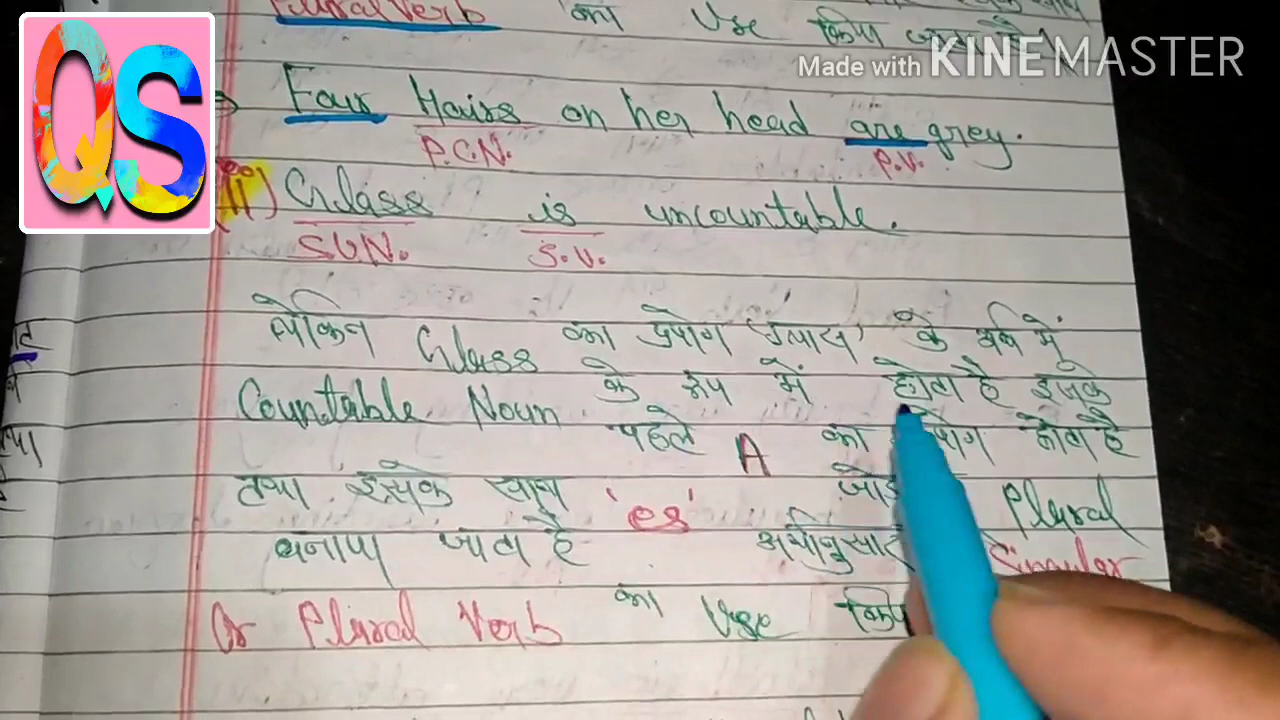 Plural Verb का Use किया जाता है।
Made with KINEMASTER
QS
Four Hairs on her head are grey.
P.C.N. P.V.
(ii) Glass is uncountable.
S.U.N. S.V.
लेकिन Glass का प्रयोग 'गिलास' के अर्थ में
Countable Noun के रूप में होता है इसके
पहले A का प्रयोग होता है
तथा इसके साथ 'es' Plural
बनाया जाता है अर्थानुसार Singular
Or Plural Verb का Use